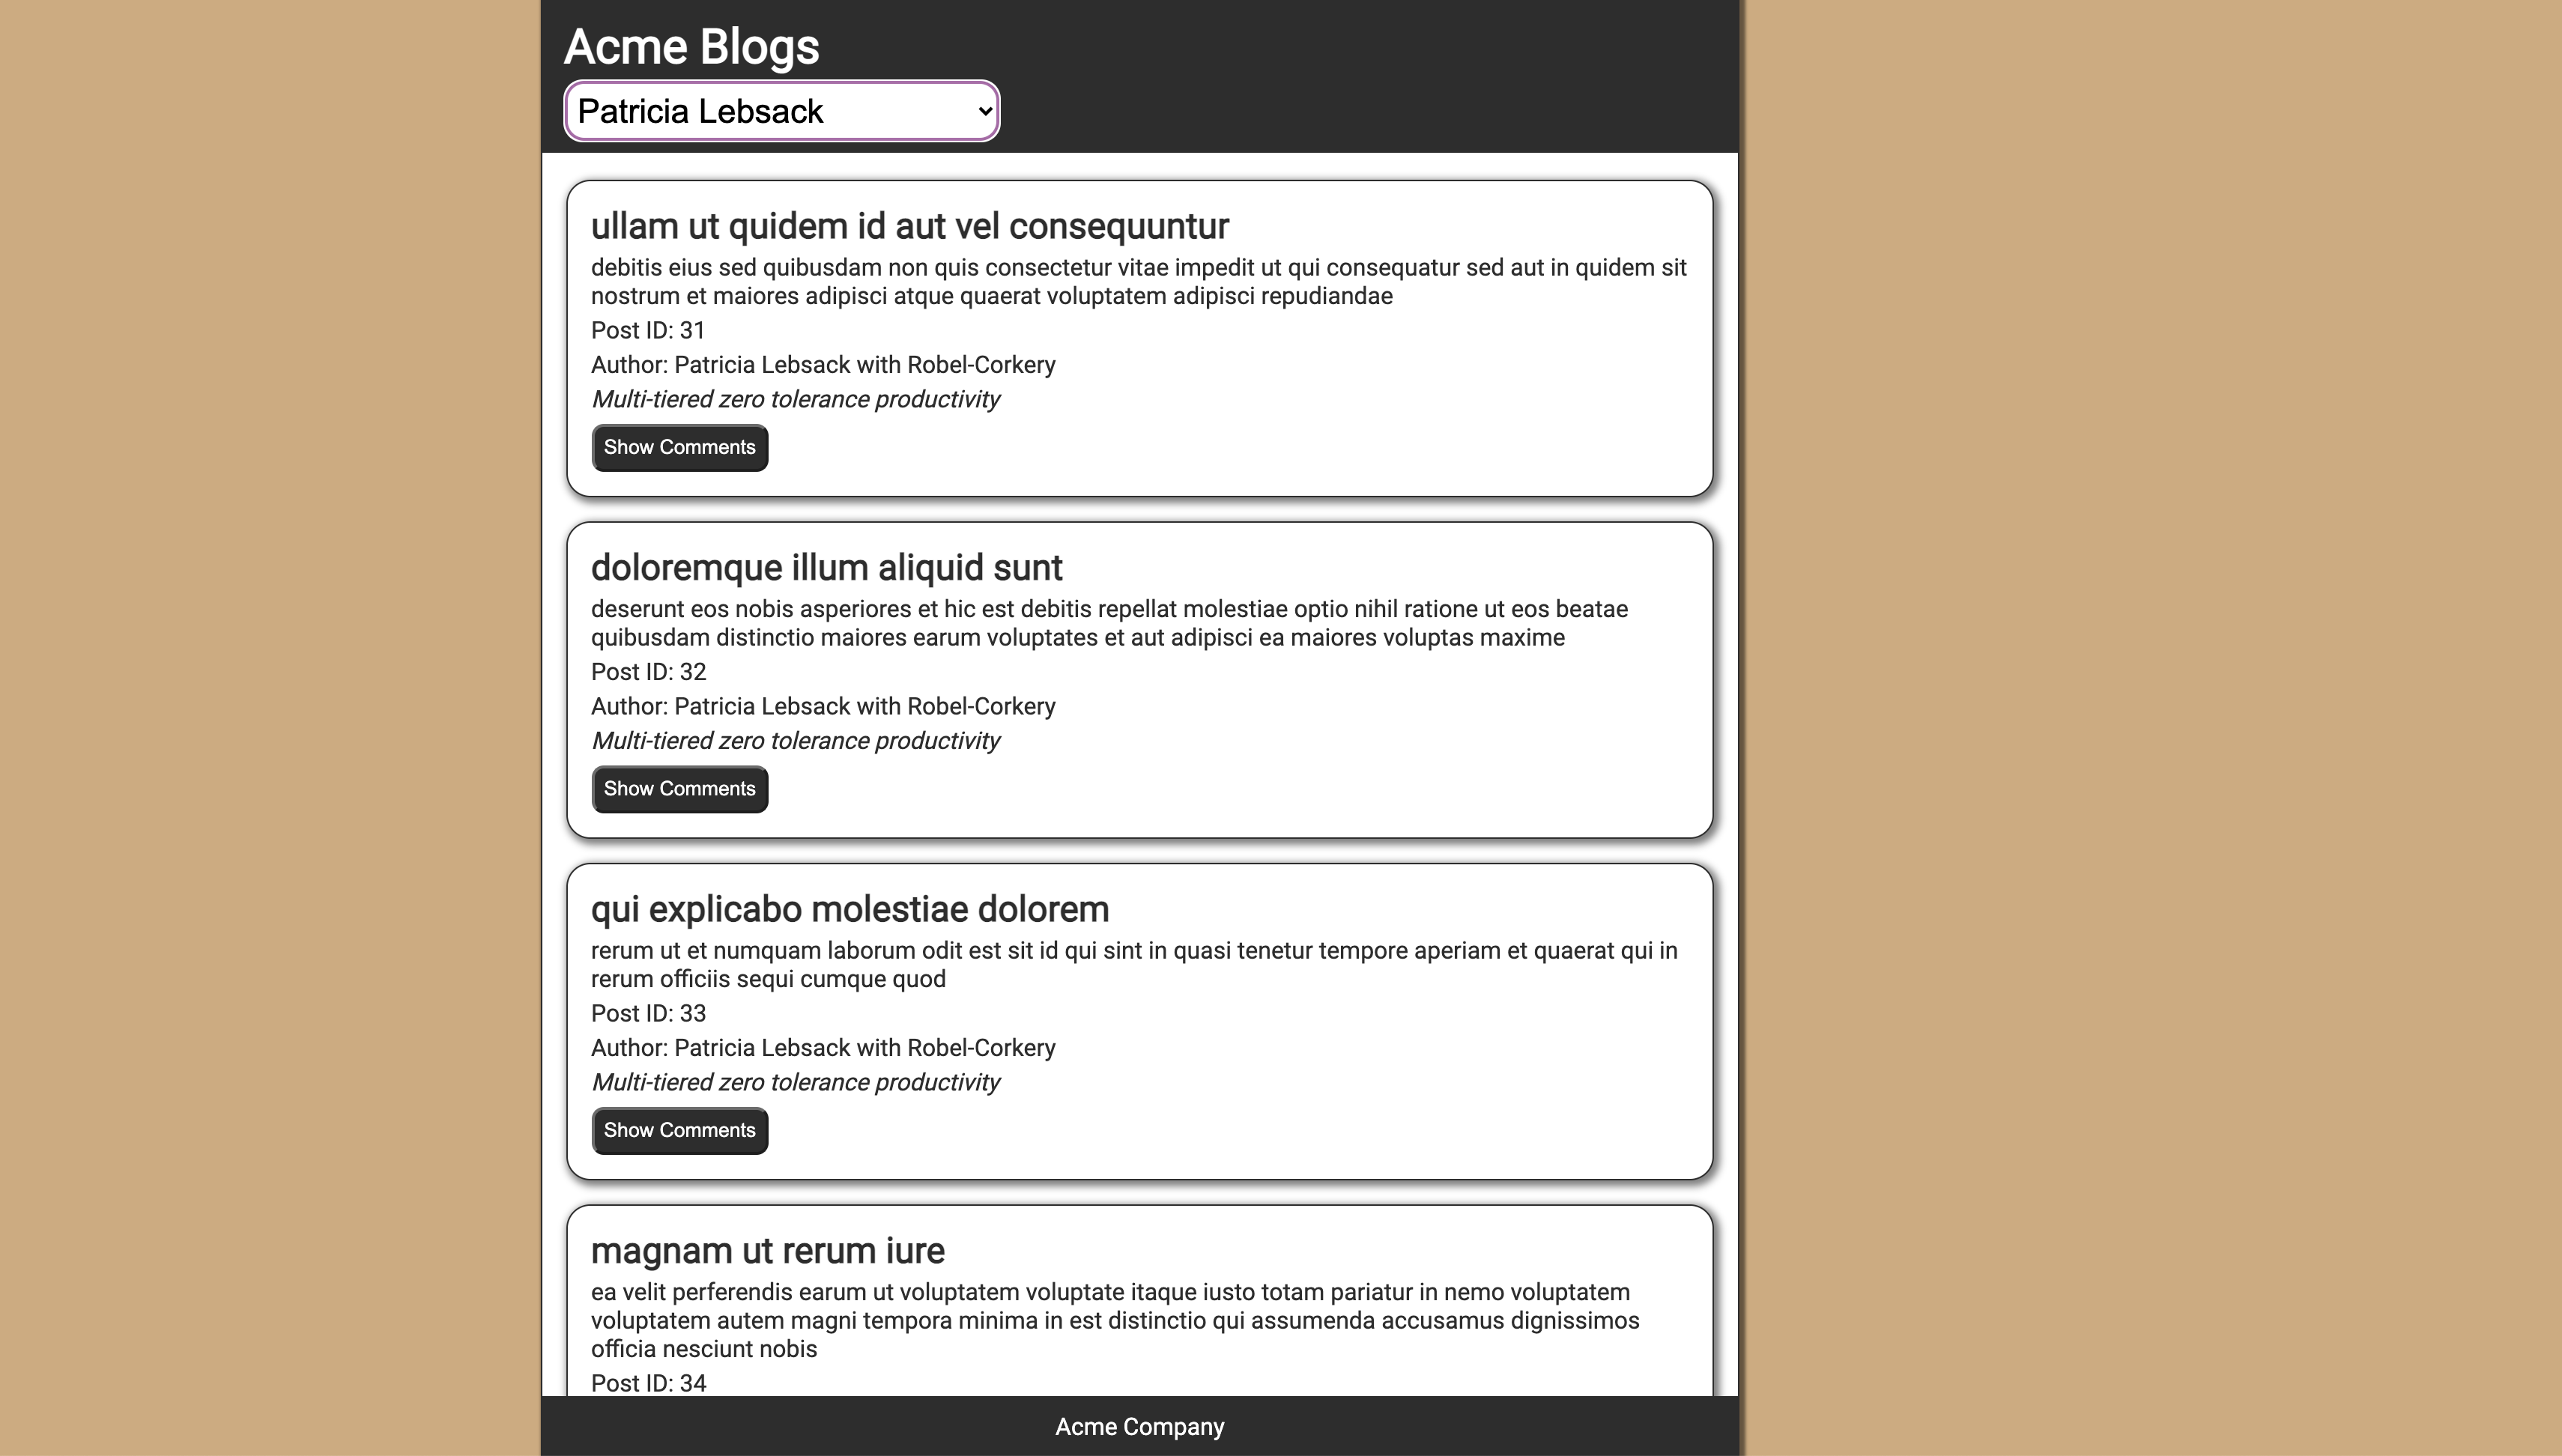 Acme Blogs
Patricia Lebsack
ullam ut quidem id aut vel consequuntur
debitis eius sed quibusdam non quis consectetur vitae impedit ut qui consequatur sed aut in quidem sit
nostrum et maiores adipisci atque quaerat voluptatem adipisci repudiandae
Post ID: 31
Author: Patricia Lebsack with Robel-Corkery
Multi-tiered zero tolerance productivity
Show Comments
doloremque illum aliquid sunt
deserunt eos nobis asperiores et hic est debitis repellat molestiae optio nihil ratione ut eos beatae
quibusdam distinctio maiores earum voluptates et aut adipisci ea maiores voluptas maxime
Post ID: 32
Author: Patricia Lebsack with Robel-Corkery
Multi-tiered zero tolerance productivity
Show Comments
qui explicabo molestiae dolorem
rerum ut et numquam laborum odit est sit id qui sint in quasi tenetur tempore aperiam et quaerat qui in
rerum officiis sequi cumque quod
Post ID: 33
Author: Patricia Lebsack with Robel-Corkery
Multi-tiered zero tolerance productivity
Show Comments
magnam ut rerum iure
ea velit perferendis earum ut voluptatem voluptate itaque iusto totam pariatur in nemo voluptatem
voluptatem autem magni tempora minima in est distinctio qui assumenda accusamus dignissimos
officia nesciunt nobis
Post ID: 34
Acme Company